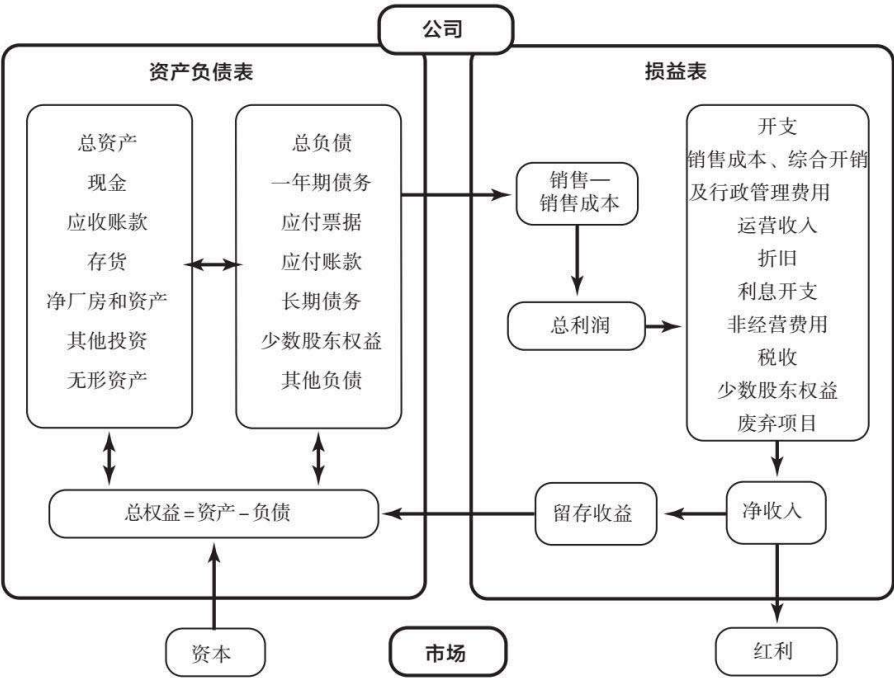 公司
资产负债表
总资产
现金
应收账款
存货
净厂房和资产
其他投资
无形资产
总负债
一年期债务
应付票据
应付账款
长期债务
少数股东权益
其他负债
总权益=资产-负债
资本
损益表
销售—
销售成本
总利润
开支
销售成本、综合开销
及行政管理费用
运营收入
折旧
利息开支
非经营费用
税收
少数股东权益
废弃项目
净收入
留存收益
红利
市场